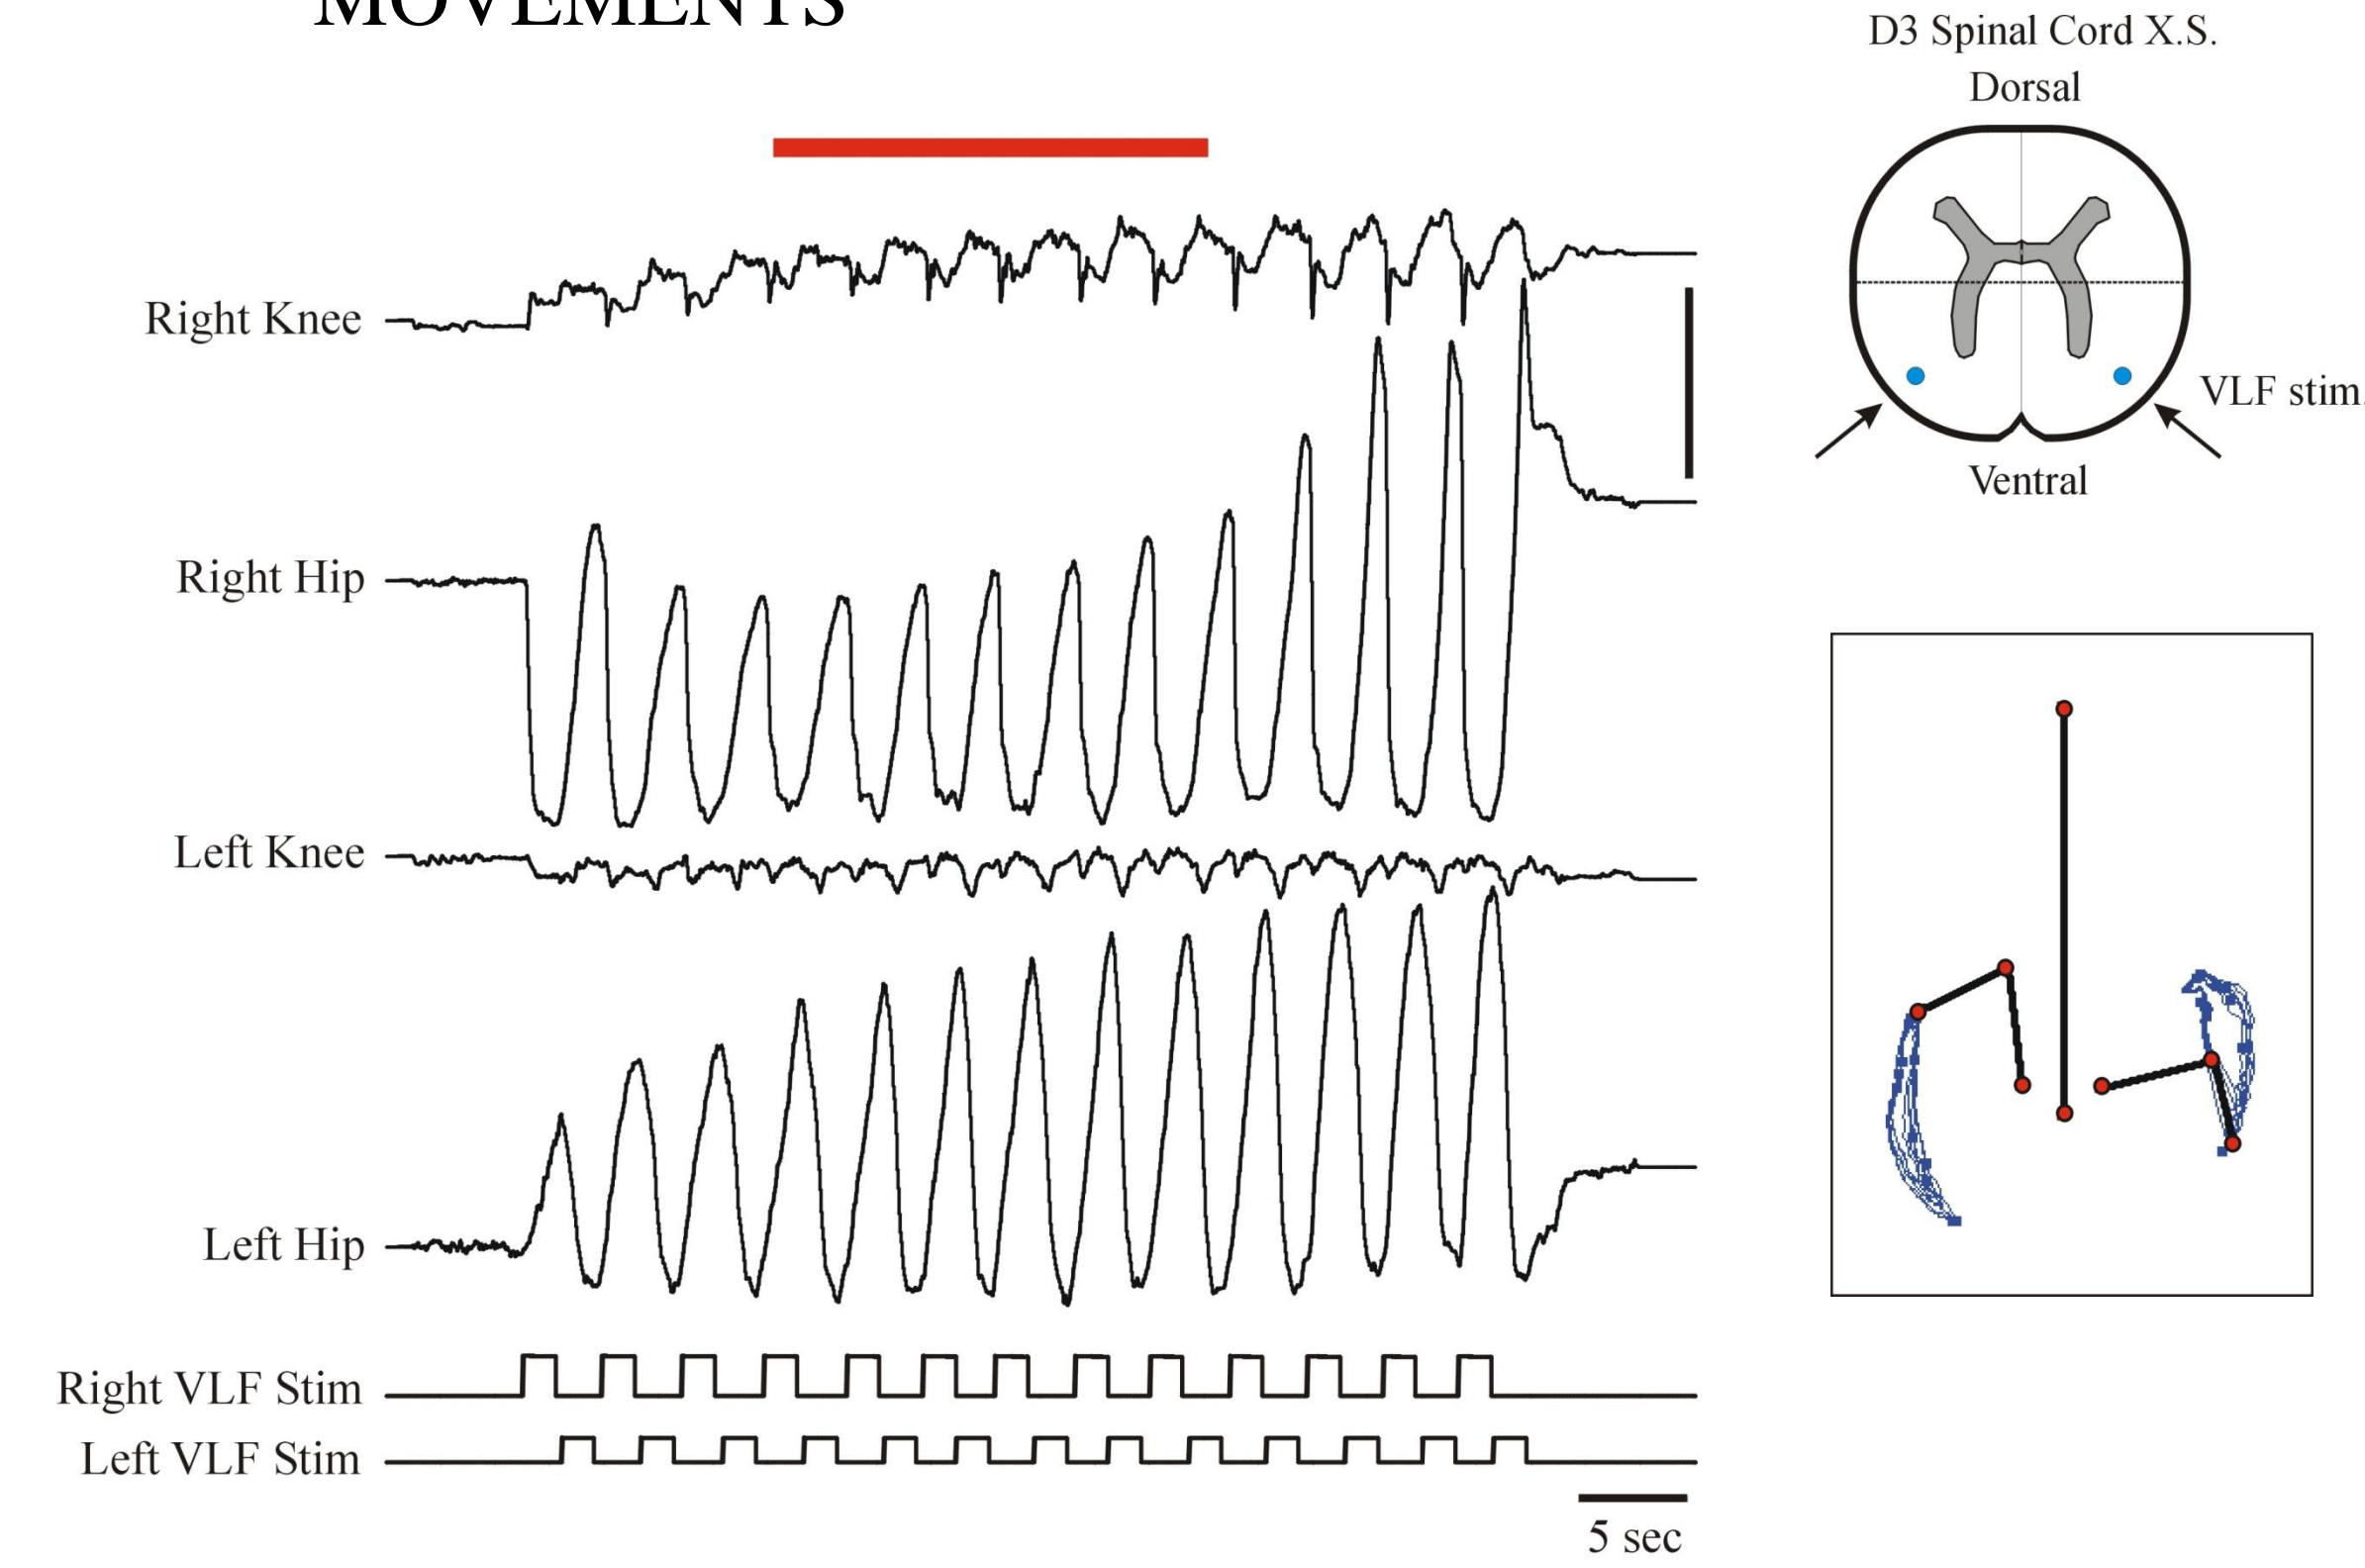 MOVEMENTS
D3 Spinal Cord X.S.
Dorsal
VLF stim.
Ventral
Right Knee
Right Hip
Left Knee
Left Hip
Right VLF Stim
Left VLF Stim
5 sec